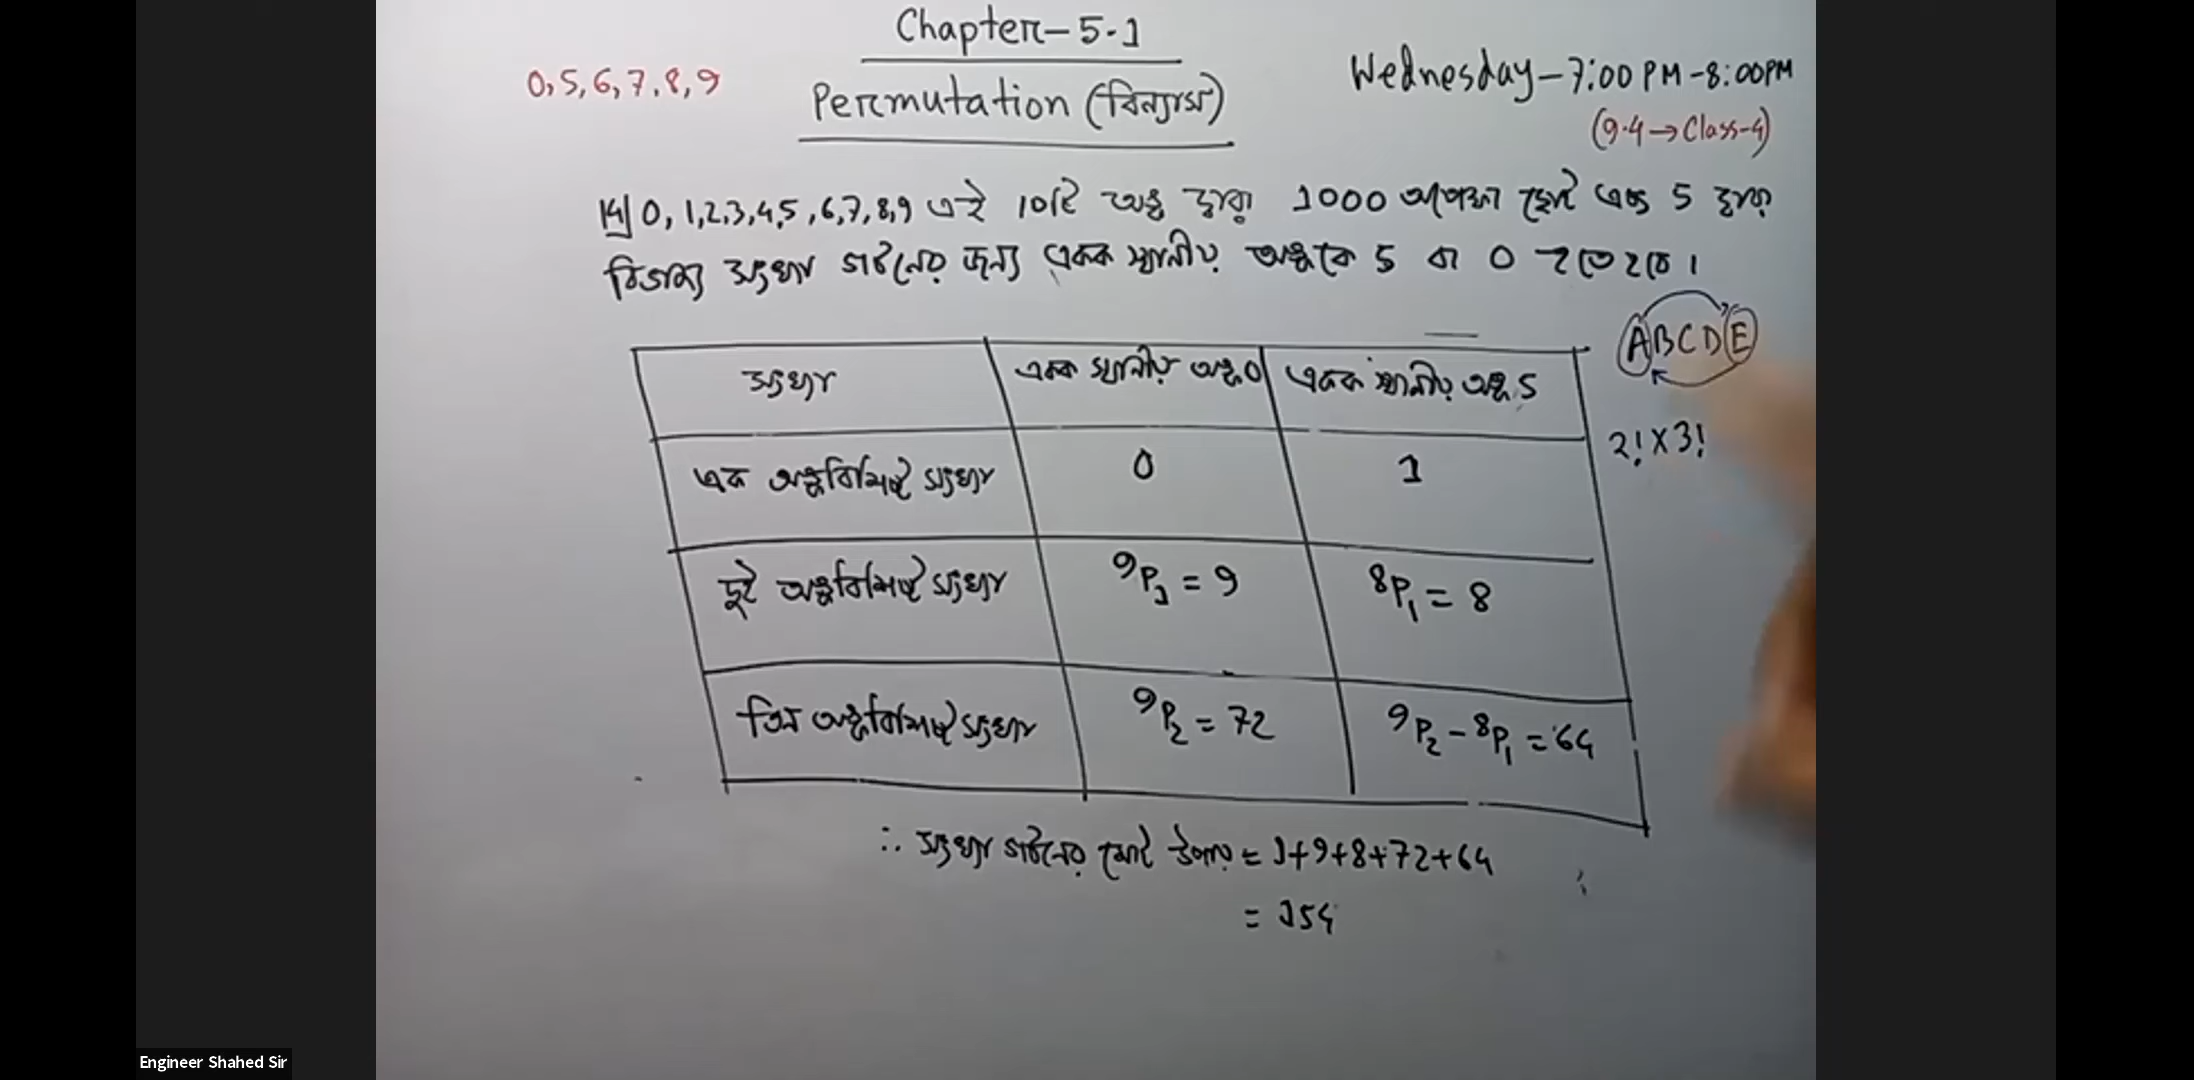 Chapter-5.1
0,5,6,7,8,9
Permutation (বিন্যাস)
Wednesday-7:00 PM-8:00PM
(9.4→Class-4)
14) 0, 1,2,3,4,5,6,7,8,9 এই 10টি অঙ্ক দ্বারা 1000 অপেক্ষা ছোট এবং 5 দ্বারা
বিভাজ্য সংখ্যা গঠনের জন্য একক স্থানীয় অঙ্ককে 5 বা 0 হতে হবে।
ABCDE
2!×3!
সংখ্যা একক স্থানীয় অঙ্ক 0 একক স্থানীয় অঙ্ক 5
এক অঙ্কবিশিষ্ট সংখ্যা 0 1
দুই অঙ্কবিশিষ্ট সংখ্যা ⁹P₁ = 9 ⁸P₁ = 8
তিন অঙ্কবিশিষ্ট সংখ্যা ⁹P₂ = 72 ⁹P₂ - ⁸P₁ = 64
∴ সংখ্যা গঠনের মোট উপায় = 1+9+8+72+64
= 154
Engineer Shahed Sir